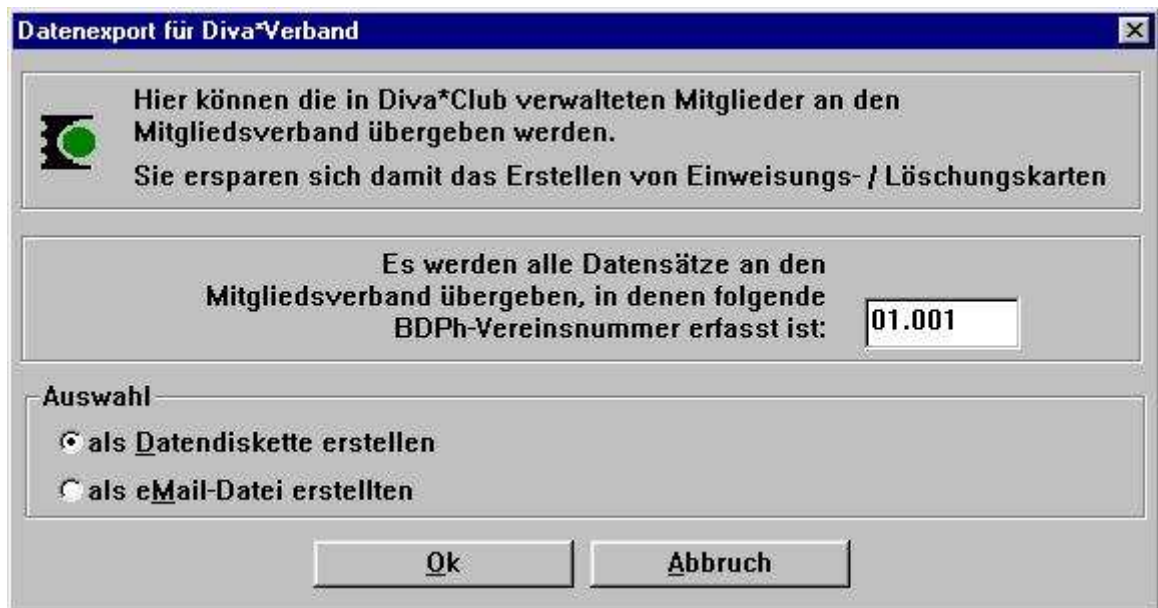 Datenexport für Diva*Verband
Hier können die in Diva*Club verwalteten Mitglieder an den
Mitgliedsverband übergeben werden.
Sie ersparen sich damit das Erstellen von Einweisungs- / Löschungskarten
Es werden alle Datensätze an den
Mitgliedsverband übergeben, in denen folgende
BDPh-Vereinsnummer erfasst ist:
01.001
Auswahl
als Datendiskette erstellen
als eMail-Datei erstellten
Ok
Abbruch